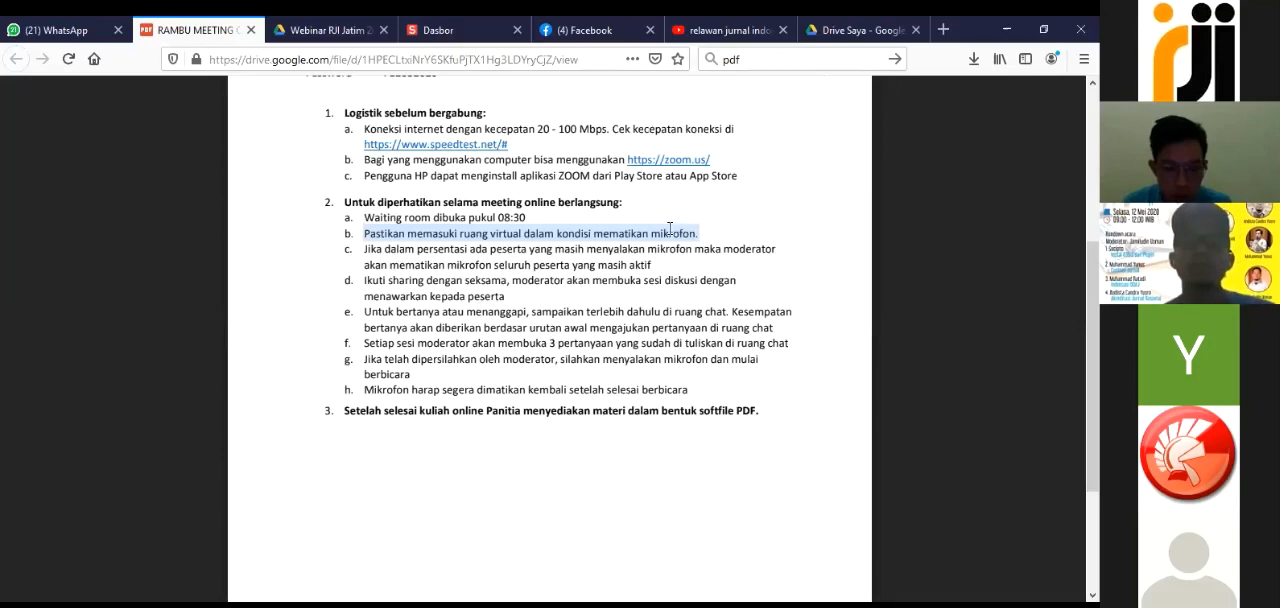 (21) WhatsApp
RAMBU MEETING
Webinar RJI Jatim 2
Dasbor
(4) Facebook
relawan jurnal indo
Drive Saya - Google
https://drive.google.com/file/d/1HPECLtxiNrY6SKfuPjTX1Hg3LDYryCjZ/view
pdf
1. Logistik sebelum bergabung:
a. Koneksi internet dengan kecepatan 20 - 100 Mbps. Cek kecepatan koneksi di
https://www.speedtest.net/#
b. Bagi yang menggunakan computer bisa menggunakan https://zoom.us/
c. Pengguna HP dapat menginstall aplikasi ZOOM dari Play Store atau App Store
2. Untuk diperhatikan selama meeting online berlangsung:
a. Waiting room dibuka pukul 08:30
b. Pastikan memasuki ruang virtual dalam kondisi mematikan mikrofon.
c. Jika dalam persentasi ada peserta yang masih menyalakan mikrofon maka moderator
akan mematikan mikrofon seluruh peserta yang masih aktif
d. Ikuti sharing dengan seksama, moderator akan membuka sesi diskusi dengan
menawarkan kepada peserta
e. Untuk bertanya atau menanggapi, sampaikan terlebih dahulu di ruang chat. Kesempatan
bertanya akan diberikan berdasar urutan awal mengajukan pertanyaan di ruang chat
f. Setiap sesi moderator akan membuka 3 pertanyaan yang sudah di tuliskan di ruang chat
g. Jika telah dipersilahkan oleh moderator, silahkan menyalakan mikrofon dan mulai
berbicara
h. Mikrofon harap segera dimatikan kembali setelah selesai berbicara
3. Setelah selesai kuliah online Panitia menyediakan materi dalam bentuk softfile PDF.
rji
Selasa, 12 Mei 2020
09.00 - 12.00 WIB
Y